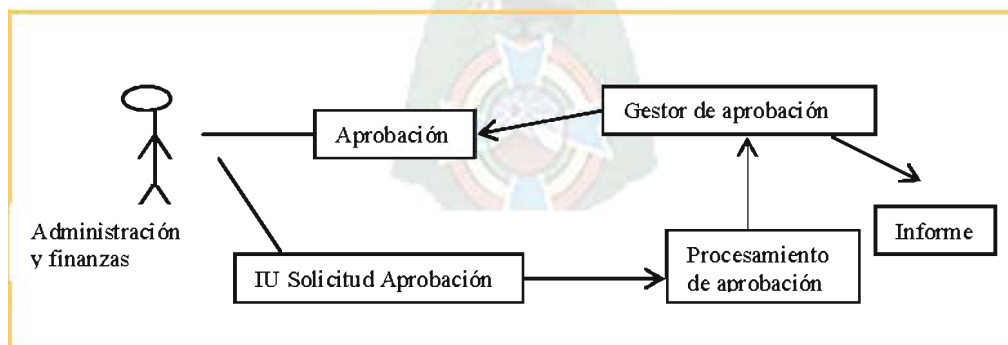 Gestor de aprobación
Aprobación
Administración
y finanzas
Informe
IU Solicitud Aprobación
Procesamiento
de aprobación